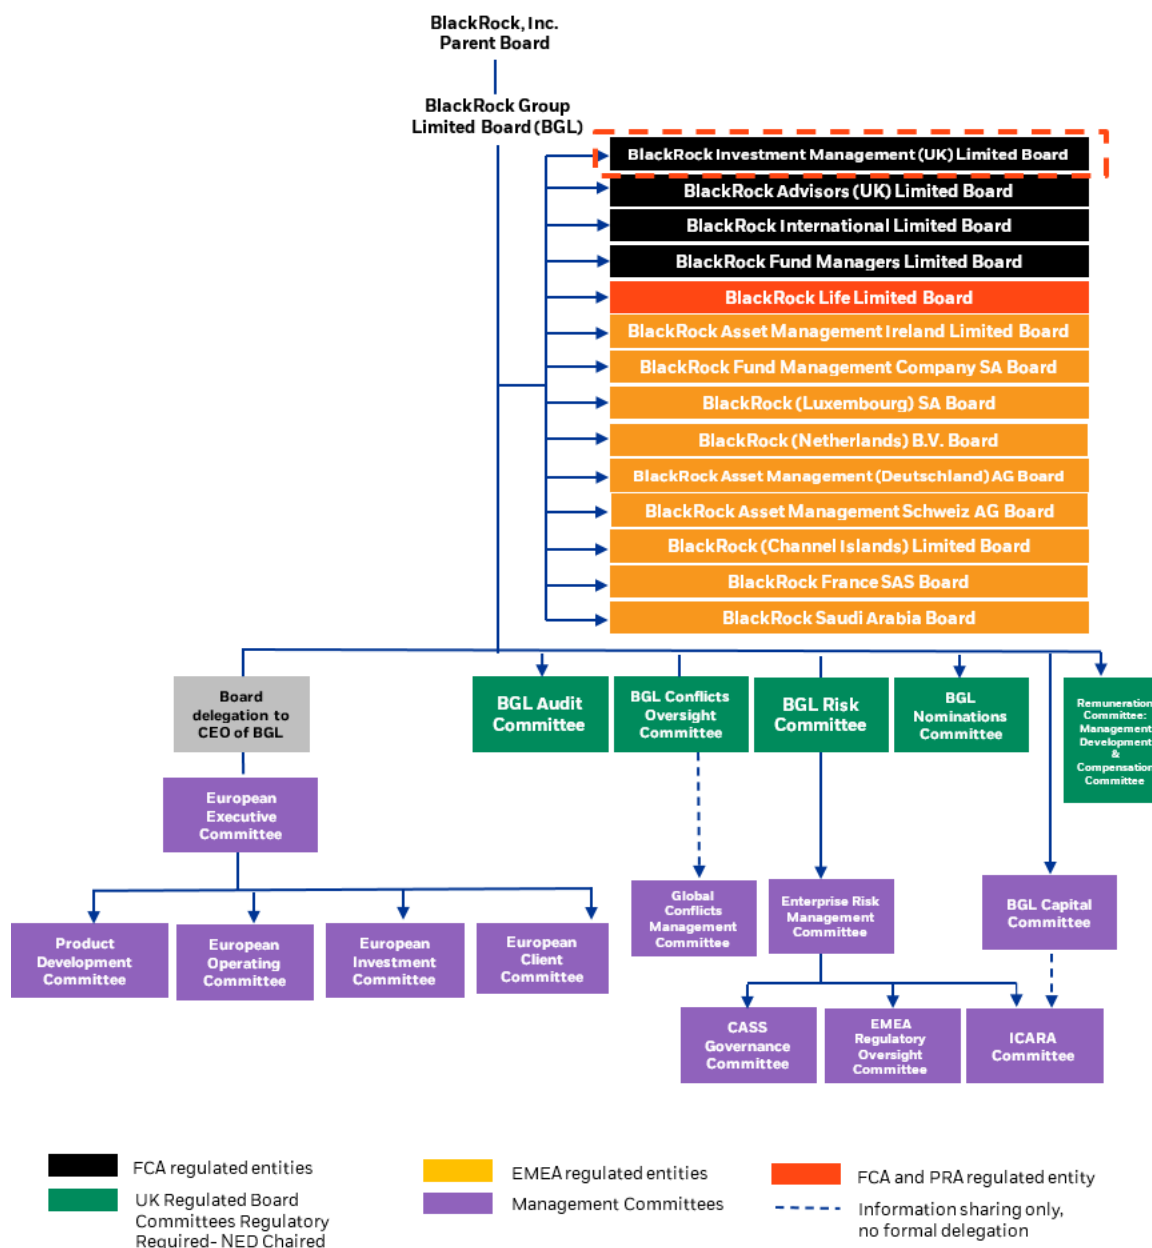 BlackRock, Inc.
Parent Board
BlackRock Group
Limited Board (BGL)
BlackRock Investment Management (UK) Limited Board
BlackRock Advisors (UK) Limited Board
BlackRock International Limited Board
BlackRock Fund Managers Limited Board
BlackRock Life Limited Board
BlackRock Asset Management Ireland Limited Board
BlackRock Fund Management Company SA Board
BlackRock (Luxembourg) SA Board
BlackRock (Netherlands) B.V. Board
BlackRock Asset Management (Deutschland) AG Board
BlackRock Asset Management Schweiz AG Board
BlackRock (Channel Islands) Limited Board
BlackRock France SAS Board
BlackRock Saudi Arabia Board
Board
delegation to
CEO of BGL
BGL Audit
Committee
BGL Conflicts
Oversight
Committee
BGL Risk
Committee
BGL
Nominations
Committee
Remuneration
Committee:
Management
Development
&
Compensation
Committee
European
Executive
Committee
Global
Conflicts
Management
Committee
Enterprise Risk
Management
Committee
BGL Capital
Committee
Product
Development
Committee
European
Operating
Committee
European
Investment
Committee
European
Client
Committee
CASS
Governance
Committee
EMEA
Regulatory
Oversight
Committee
ICARA
Committee
FCA regulated entities
UK Regulated Board
Committees Regulatory
Required- NED Chaired
EMEA regulated entities
Management Committees
FCA and PRA regulated entity
Information sharing only,
no formal delegation